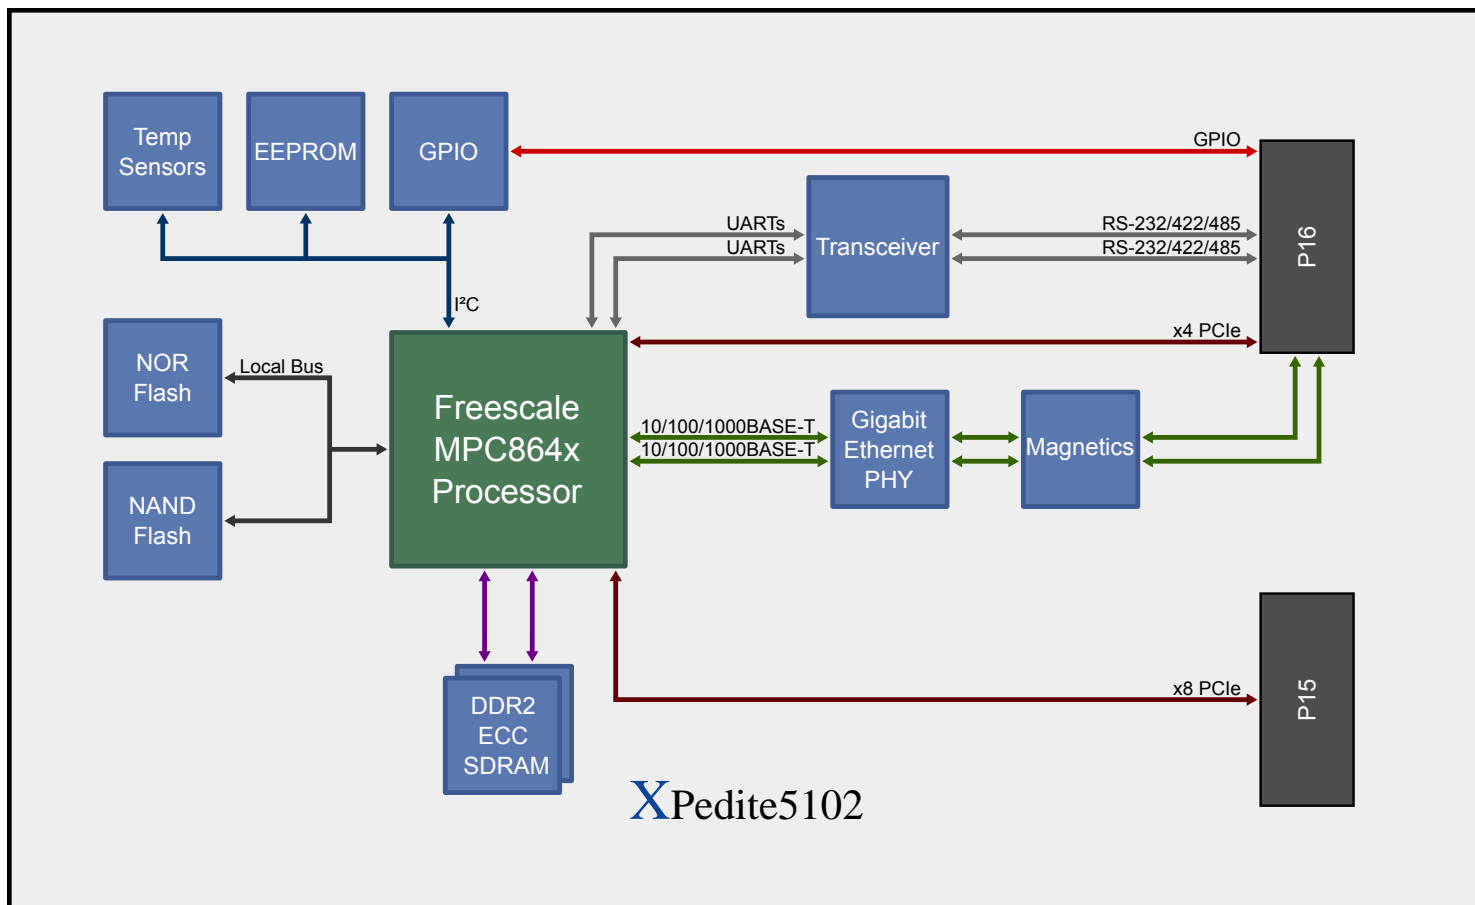 Temp
Sensors
EEPROM
GPIO
GPIO
UARTs
UARTs
Transceiver
RS-232/422/485
RS-232/422/485
P16
I²C
x4 PCIe
NOR
Flash
Local Bus
Freescale
MPC864x
Processor
10/100/1000BASE-T
10/100/1000BASE-T
Gigabit
Ethernet
PHY
Magnetics
NAND
Flash
DDR2
ECC
SDRAM
x8 PCIe
P15
XPedite5102